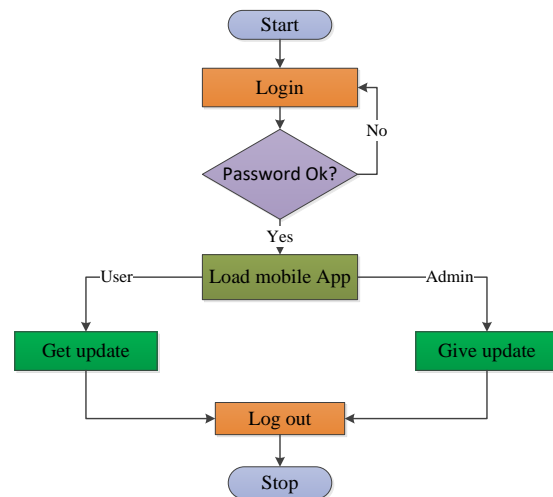 Start
Login
No
Password Ok?
Yes
User
Load mobile App
Admin
Get update
Give update
Log out
Stop